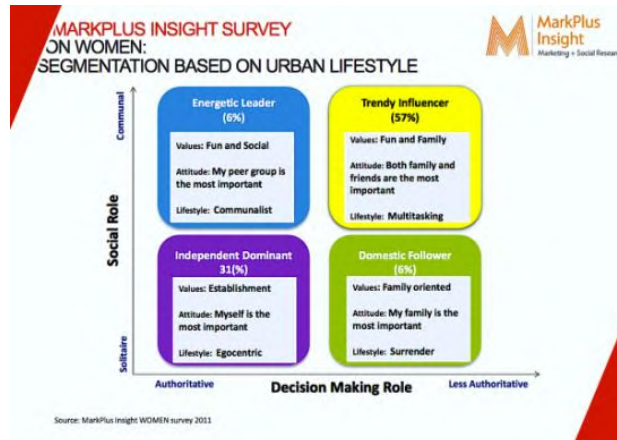 MARKPLUS INSIGHT SURVEY
ON WOMEN:
SEGMENTATION BASED ON URBAN LIFESTYLE
MarkPlus
Insight
Marketing + Social Research
Communal
Social Role
Solitaire
Energetic Leader
(6%)
Values: Fun and Social
Attitude: My peer group is
the most important
Lifestyle: Communalist
Trendy Influencer
(57%)
Values: Fun and Family
Attitude: Both family and
friends are the most
important
Lifestyle: Multitasking
Independent Dominant
31(%)
Values: Establishment
Attitude: Myself is the
most important
Lifestyle: Egocentric
Domestic Follower
(6%)
Values: Family oriented
Attitude: My family is the
most important
Lifestyle: Surrender
Authoritative
Decision Making Role
Less Authoritative
Source: MarkPlus Insight WOMEN survey 2011